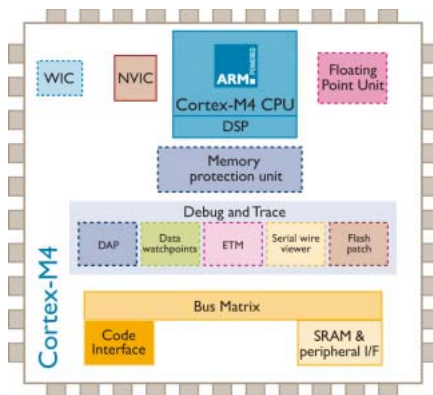 WIC
NVIC
ARM
POWERED
Cortex-M4 CPU
DSP
Floating
Point Unit
Memory
protection unit
Debug and Trace
DAP
Data
watchpoints
ETM
Serial wire
viewer
Flash
patch
Bus Matrix
Code
Interface
SRAM &
peripheral I/F
Cortex-M4